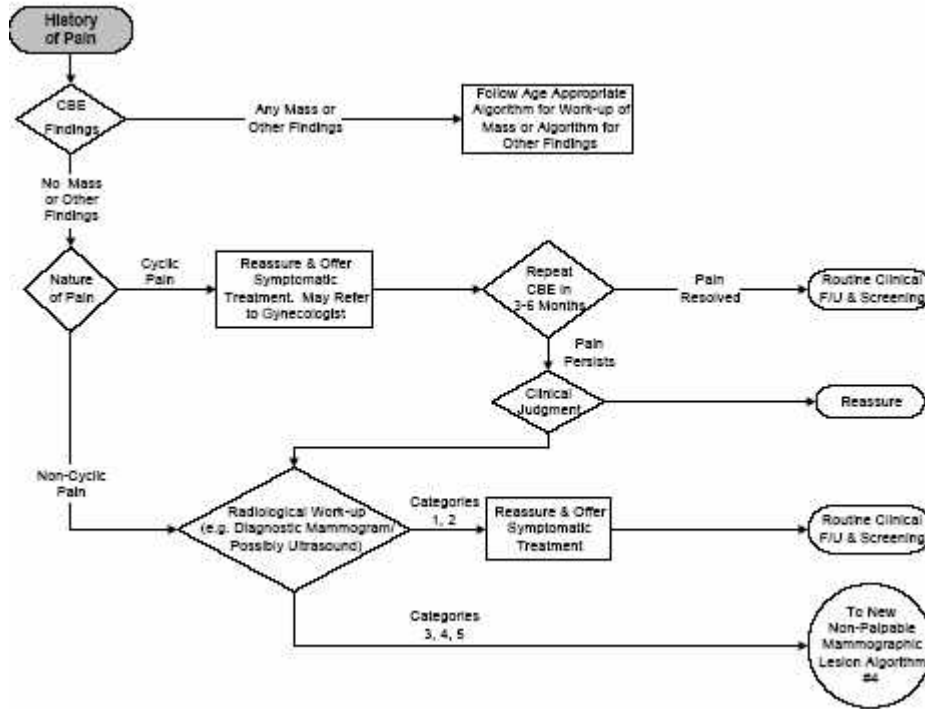 History
of Pain
CBE
Findings
Any Mass or
Other Findings
Follow Age Appropriate
Algorithm for Work-up of
Mass or Algorithm for
Other Findings
No Mass
or Other
Findings
Nature
of Pain
Cyclic
Pain
Reassure & Offer
Symptomatic
Treatment. May Refer
to Gynecologist
Repeat
CBE in
3-6 Months
Pain
Resolved
Routine Clinical
F/U & Screening
Pain
Persists
Clinical
Judgment
Reassure
Non-Cyclic
Pain
Radiological Work-up
(e.g. Diagnostic Mammogram/
Possibly Ultrasound)
Categories
1, 2
Reassure & Offer
Symptomatic
Treatment
Routine Clinical
F/U & Screening
Categories
3, 4, 5
To New
Non-Palpable
Mammographic
Lesion Algorithm
#4